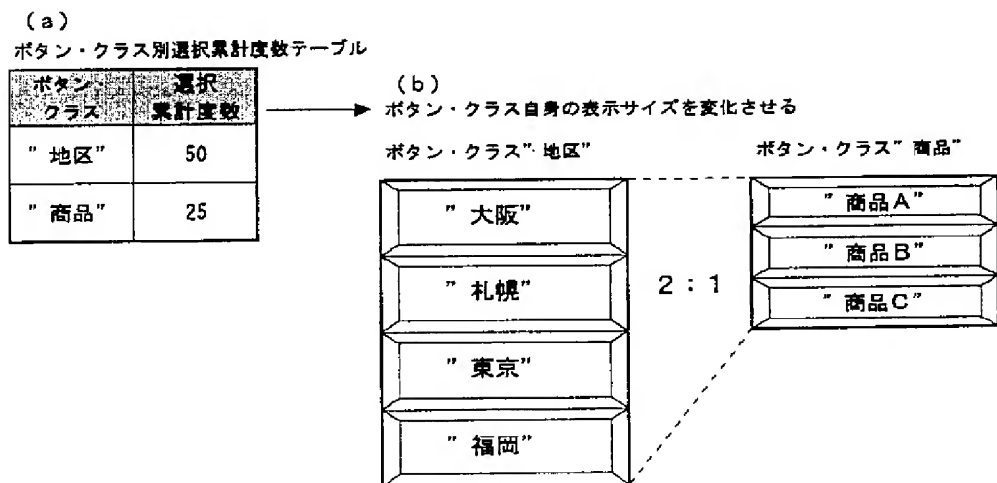 (a)
ボタン・クラス別選択累計度数テーブル
ボタン・
クラス
選択
累計度数
”地区”
50
”商品”
25
(b)
ボタン・クラス自身の表示サイズを変化させる
ボタン・クラス”地区”
ボタン・クラス”商品”
”大阪”
”札幌”
”東京”
”福岡”
2:1
”商品A”
”商品B”
”商品C”